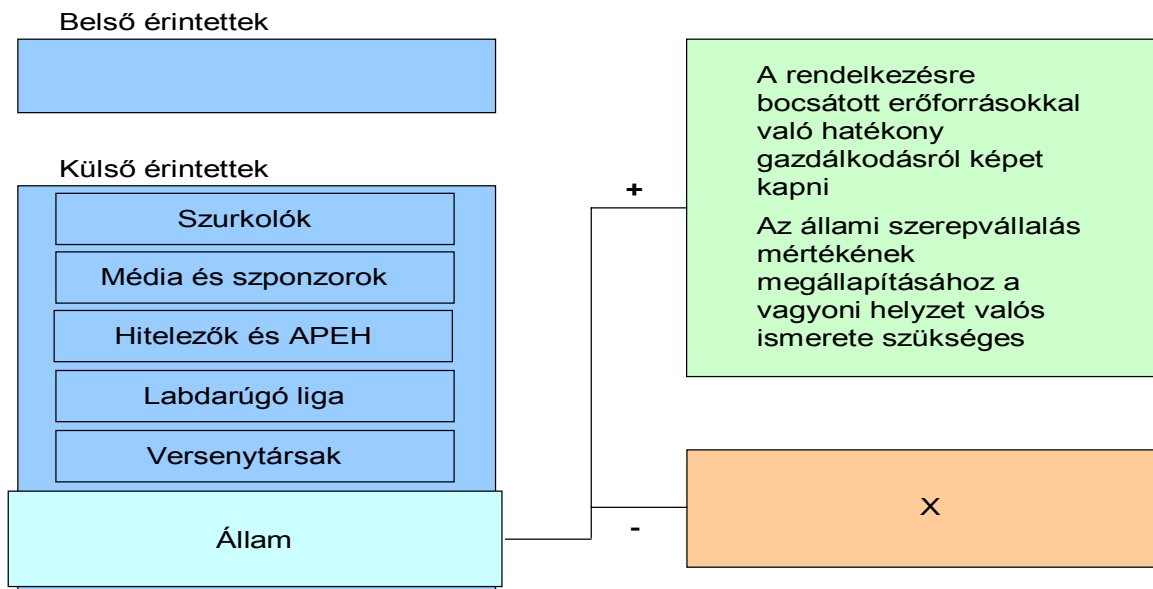 Belső érintettek
Külső érintettek
Szurkolók
Média és szponzorok
Hitelezők és APEH
Labdarúgó liga
Versenytársak
Állam
+
A rendelkezésre
bocsátott erőforrásokkal
való hatékony
gazdálkodásról képet
kapni
Az állami szerepvállalás
mértékének
megállapításához a
vagyoni helyzet valós
ismerete szükséges
-
X